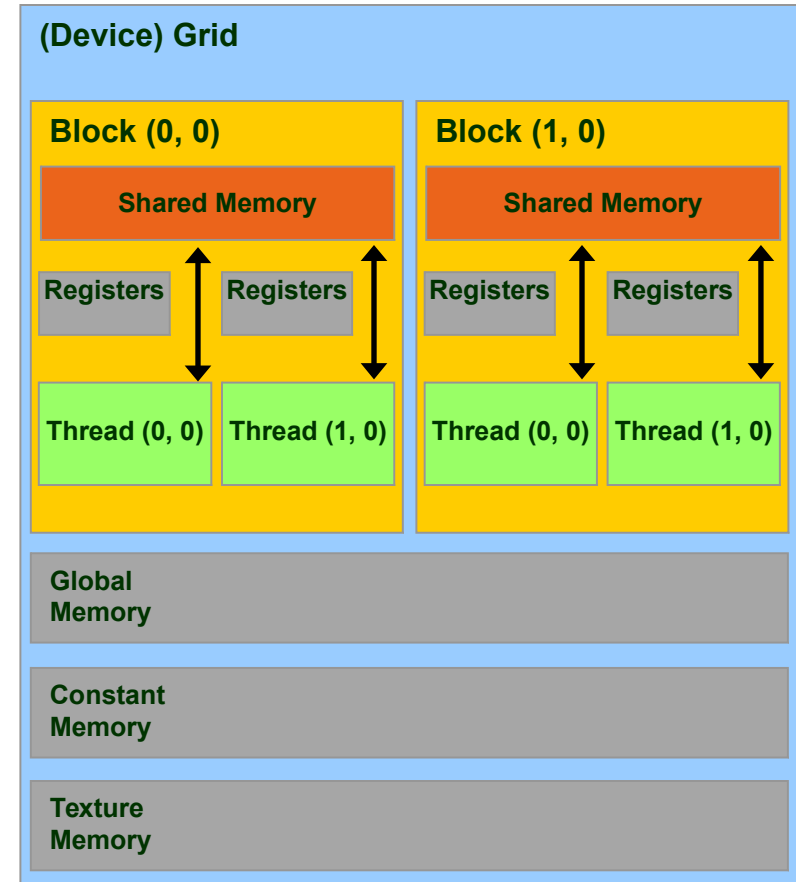 (Device) Grid
Block (0, 0)
Block (1, 0)
Shared Memory
Shared Memory
Registers
Registers
Registers
Registers
Thread (0, 0)
Thread (1, 0)
Thread (0, 0)
Thread (1, 0)
Global
Memory
Constant
Memory
Texture
Memory